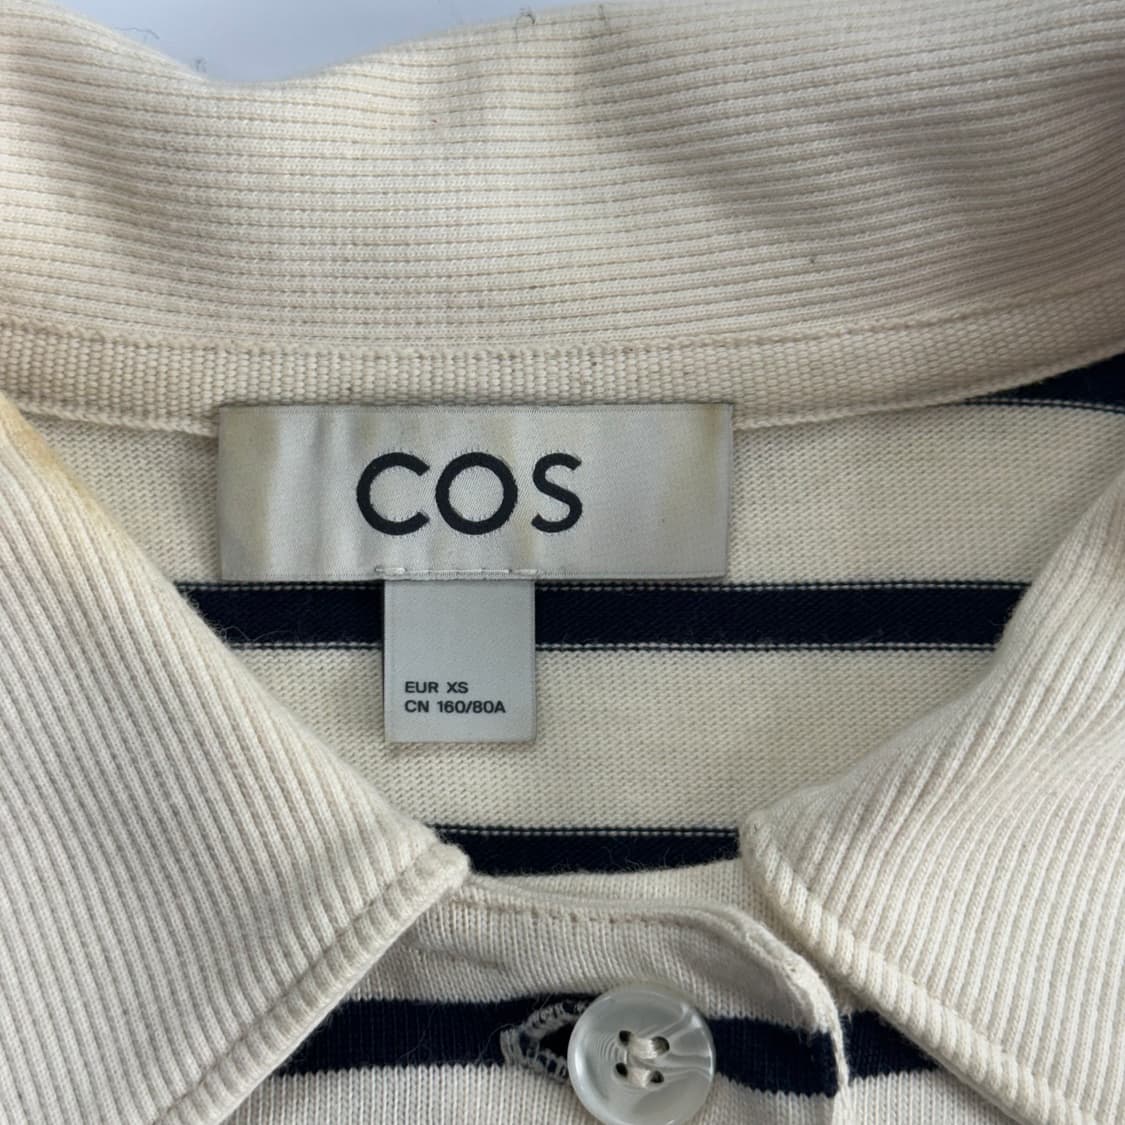 COS
EUR XS
CN 160/80A